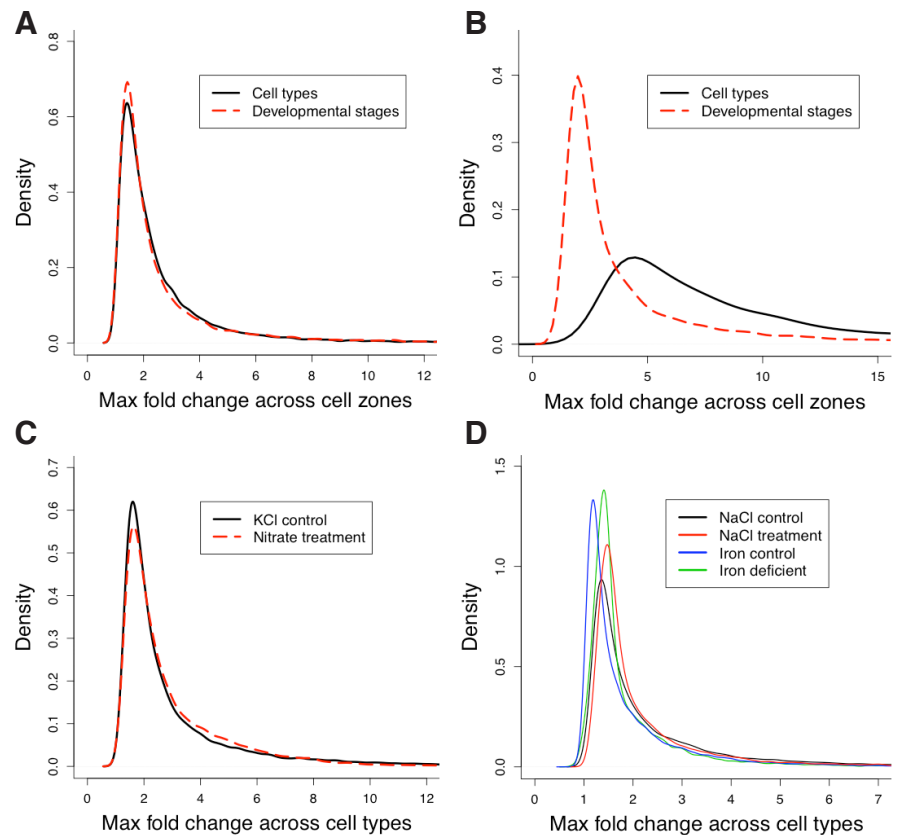 A
0.8
0.6
0.4
0.2
0.0
Density
Cell types
Developmental stages
0 2 4 6 8 10 12
Max fold change across cell zones
B
0.4
0.3
0.2
0.1
0.0
Density
Cell types
Developmental stages
0 5 10 15
Max fold change across cell zones
C
0.7
0.6
0.5
0.4
0.3
0.2
0.1
0.0
Density
KCl control
Nitrate treatment
0 2 4 6 8 10 12
Max fold change across cell types
D
1.5
1.0
0.5
0.0
Density
NaCl control
NaCl treatment
Iron control
Iron deficient
0 1 2 3 4 5 6 7
Max fold change across cell types